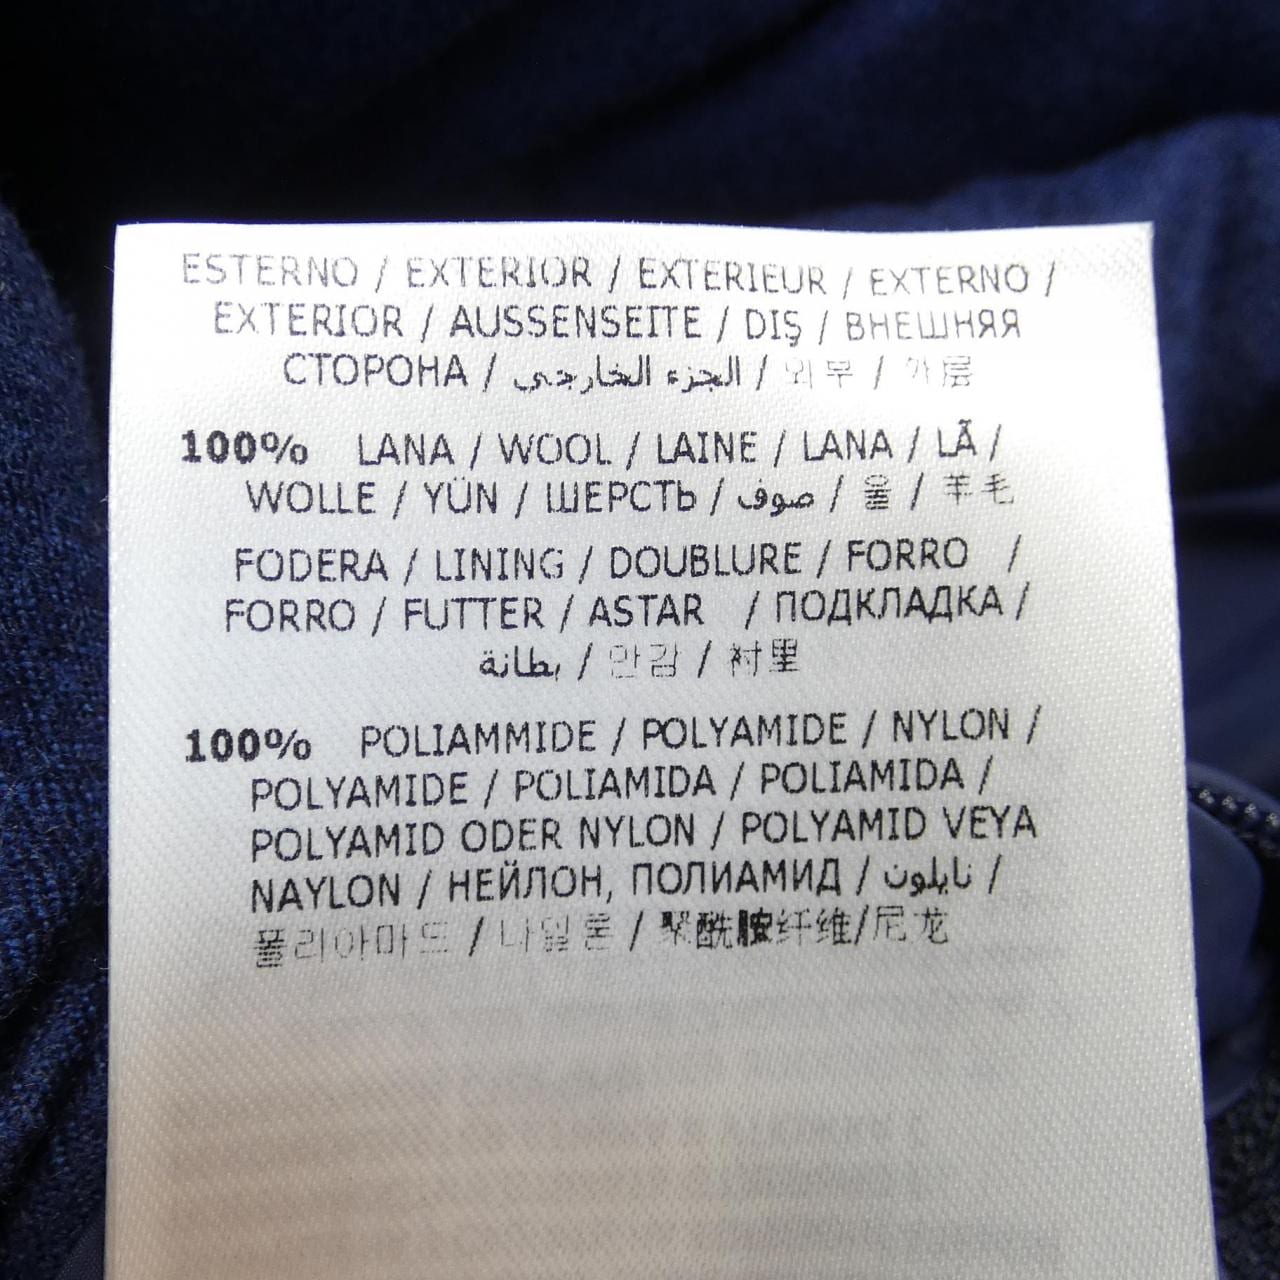 ESTERNO / EXTERIOR / EXTERIEUR / EXTERNO /
EXTERIOR / AUSSENSEITE / DIŞ / ВНЕШНЯЯ
СТОРОНА / الجزء الخارجي / 외부 / 外层
100% LANA / WOOL / LAINE / LANA / LÃ /
WOLLE / YÜN / ШЕРСТЬ / صوف / 울 / 羊毛
FODERA / LINING / DOUBLURE / FORRO /
FORRO / FUTTER / ASTAR / ПОДКЛАДКА /
بطانة / 안감 / 衬里
100% POLIAMMIDE / POLYAMIDE / NYLON /
POLYAMIDE / POLIAMIDA / POLIAMIDA /
POLYAMID ODER NYLON / POLYAMID VEYA
NAYLON / НЕЙЛОН, ПОЛИАМИД / نايلون /
폴리아마드 / 나일론 / 聚酰胺纤维/尼龙